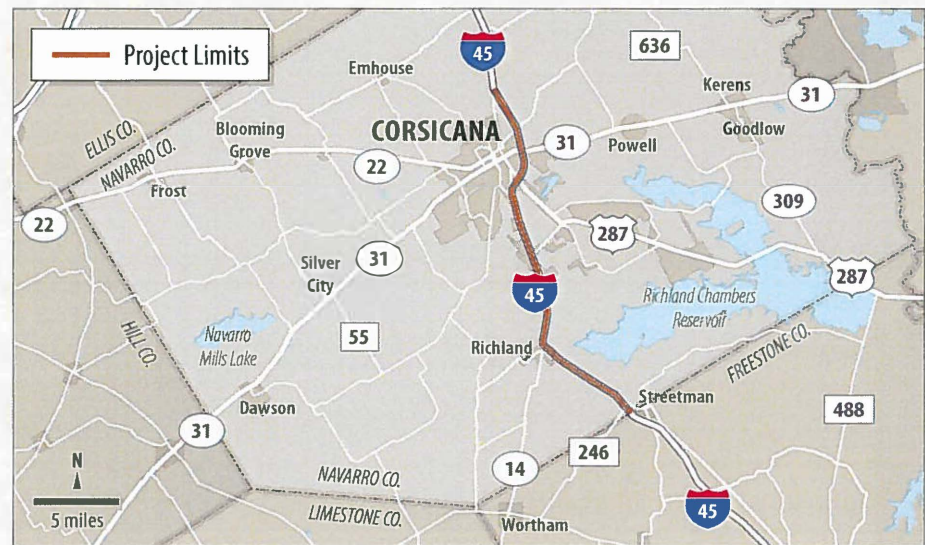 Project Limits
45
636
Emhouse
Kerens
31
ELLIS CO.
NAVARRO CO.
Blooming
Grove
CORSICANA
31
Powell
Goodlow
22
Frost
22
309
287
31
Silver
City
287
45
Richland Chambers
Reservoir
HILL CO.
Navarro
Mills Lake
55
Richland
FREESTONE CO.
Dawson
Streetman
488
31
246
N
14
NAVARRO CO.
5 miles
LIMESTONE CO.
Wortham
45